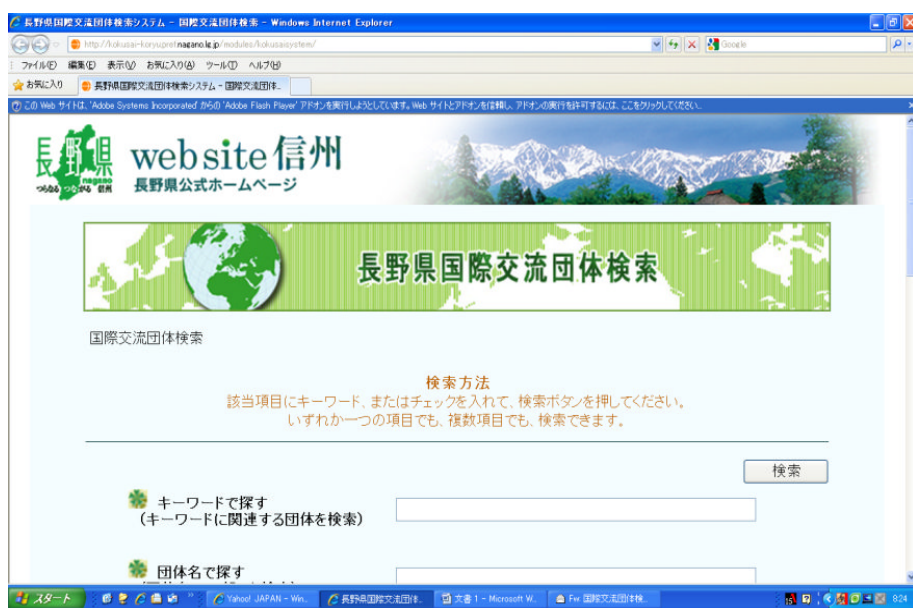 長野県国際交流団体検索システム - 国際交流団体検索 - Windows Internet Explorer
http://kokusai-koryu.pref.nagano.lg.jp/modules/kokusaisystem/
Google
ファイル(F) 編集(E) 表示(V) お気に入り(A) ツール(T) ヘルプ(H)
お気に入り 長野県国際交流団体検索システム - 国際交流団体...
この Web サイトは、'Adobe Systems Incorporated' からの 'Adobe Flash Player' アドオンを実行しようとしています。Web サイトとアドオンを信頼し、アドオンの実行を許可するには、ここをクリックしてください...
長野県
nagano
つらなる つながる 信州
web site 信州
長野県公式ホームページ
長野県国際交流団体検索
国際交流団体検索
検索方法
該当項目にキーワード、またはチェックを入れて、検索ボタンを押してください。
いずれか一つの項目でも、複数項目でも、検索できます。
検索
キーワードで探す
(キーワードに関連する団体を検索)
団体名で探す
スタート
Yahoo! JAPAN - Win...
長野県国際交流団体...
文書 1 - Microsoft W...
Fw: 国際交流団体検...
15
8:24